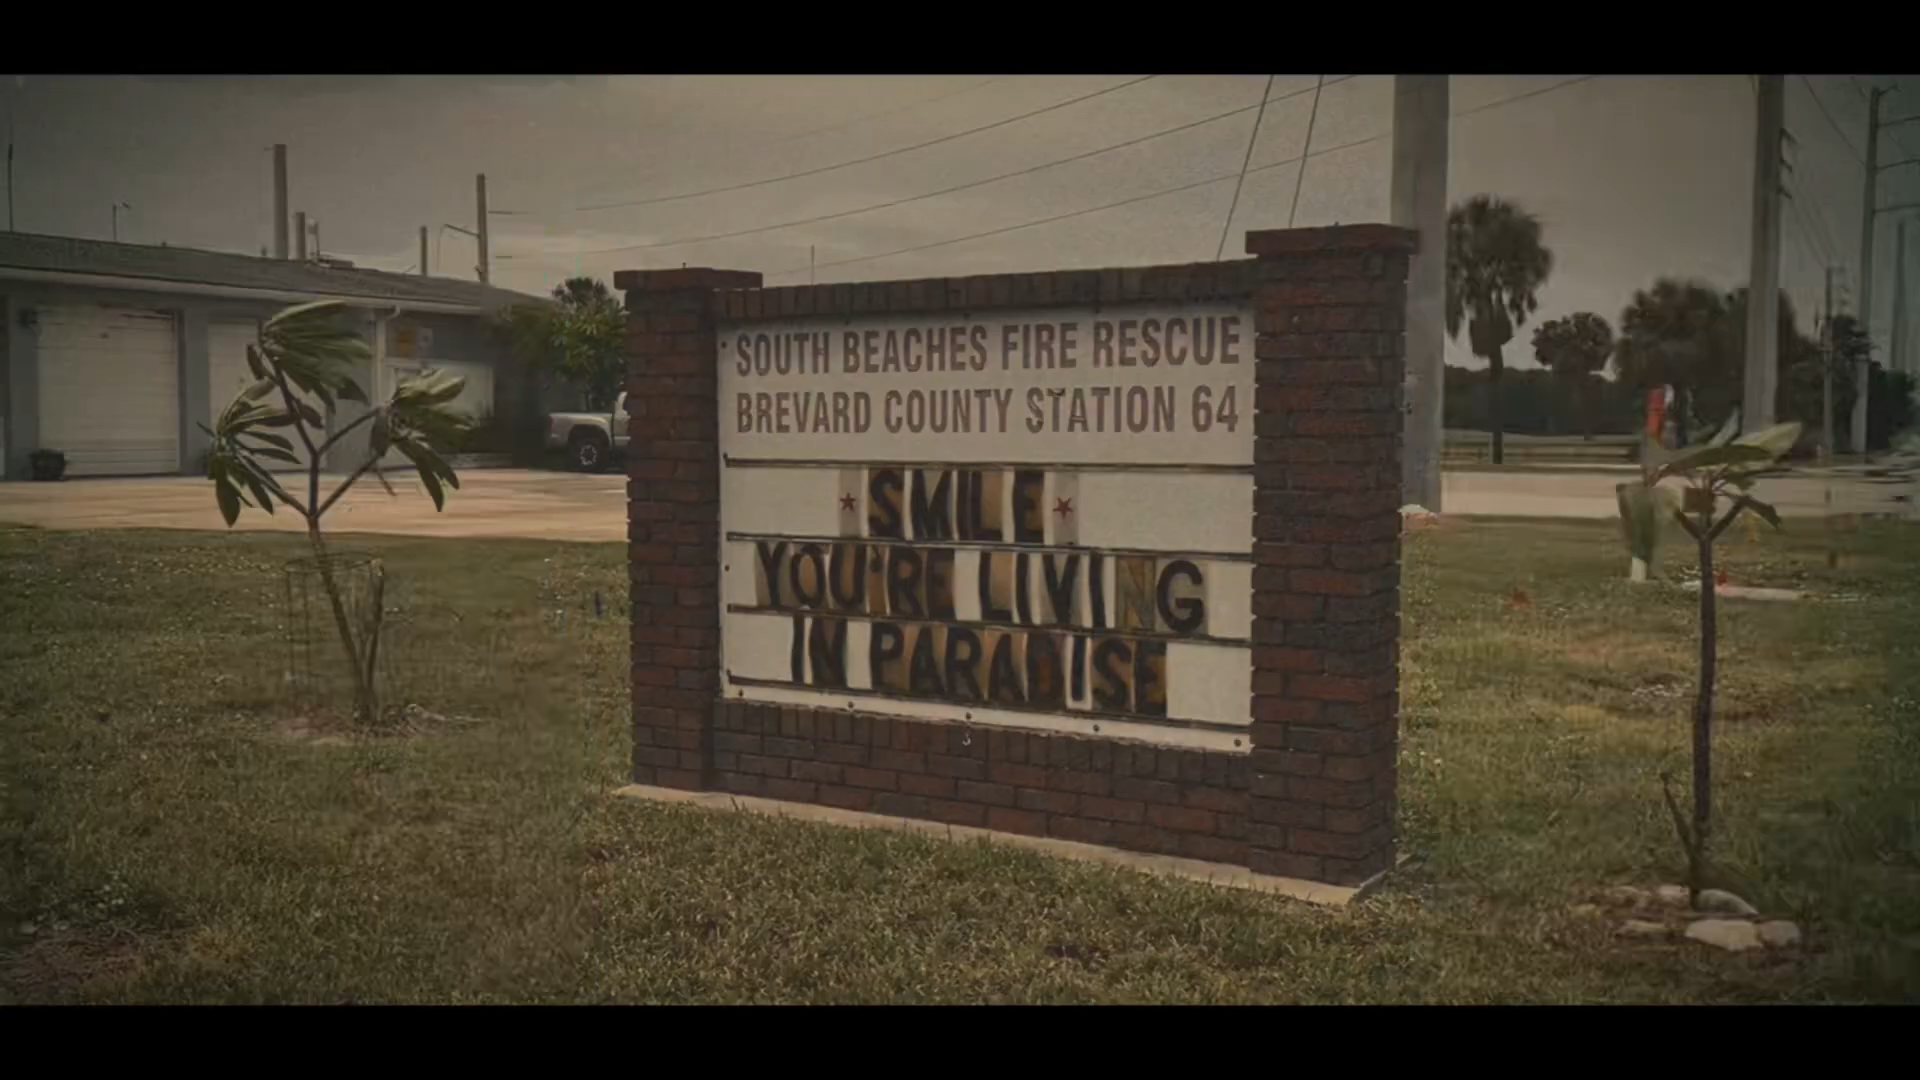 SOUTH BEACHES FIRE RESCUE
BREVARD COUNTY STATION 64
★ SMILE ★
YOU'RE LIVING
IN PARADISE